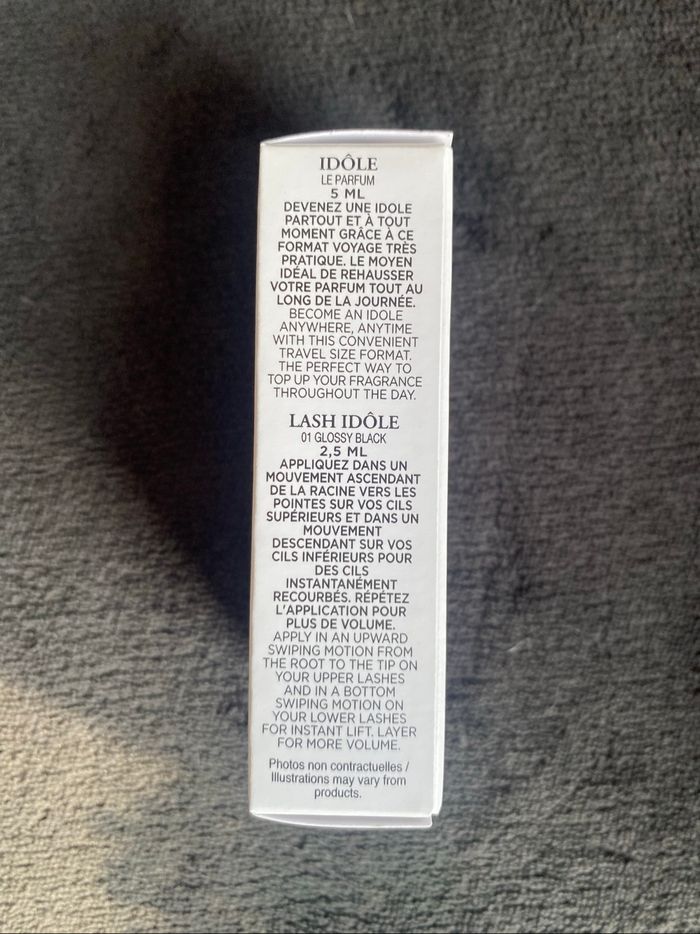 IDÔLE
LE PARFUM
5 ML
DEVENEZ UNE IDOLE
PARTOUT ET À TOUT
MOMENT GRÂCE À CE
FORMAT VOYAGE TRÈS
PRATIQUE. LE MOYEN
IDÉAL DE REHAUSSER
VOTRE PARFUM TOUT AU
LONG DE LA JOURNÉE.
BECOME AN IDOLE
ANYWHERE, ANYTIME
WITH THIS CONVENIENT
TRAVEL SIZE FORMAT.
THE PERFECT WAY TO
TOP UP YOUR FRAGRANCE
THROUGHOUT THE DAY.
LASH IDÔLE
01 GLOSSY BLACK
2,5 ML
APPLIQUEZ DANS UN
MOUVEMENT ASCENDANT
DE LA RACINE VERS LES
POINTES SUR VOS CILS
SUPÉRIEURS ET DANS UN
MOUVEMENT
DESCENDANT SUR VOS
CILS INFÉRIEURS POUR
DES CILS
INSTANTANÉMENT
RECOURBÉS. RÉPÉTEZ
L'APPLICATION POUR
PLUS DE VOLUME.
APPLY IN AN UPWARD
SWIPING MOTION FROM
THE ROOT TO THE TIP ON
YOUR UPPER LASHES
AND IN A BOTTOM
SWIPING MOTION ON
YOUR LOWER LASHES
FOR INSTANT LIFT. LAYER
FOR MORE VOLUME.
Photos non contractuelles /
Illustrations may vary from
products.